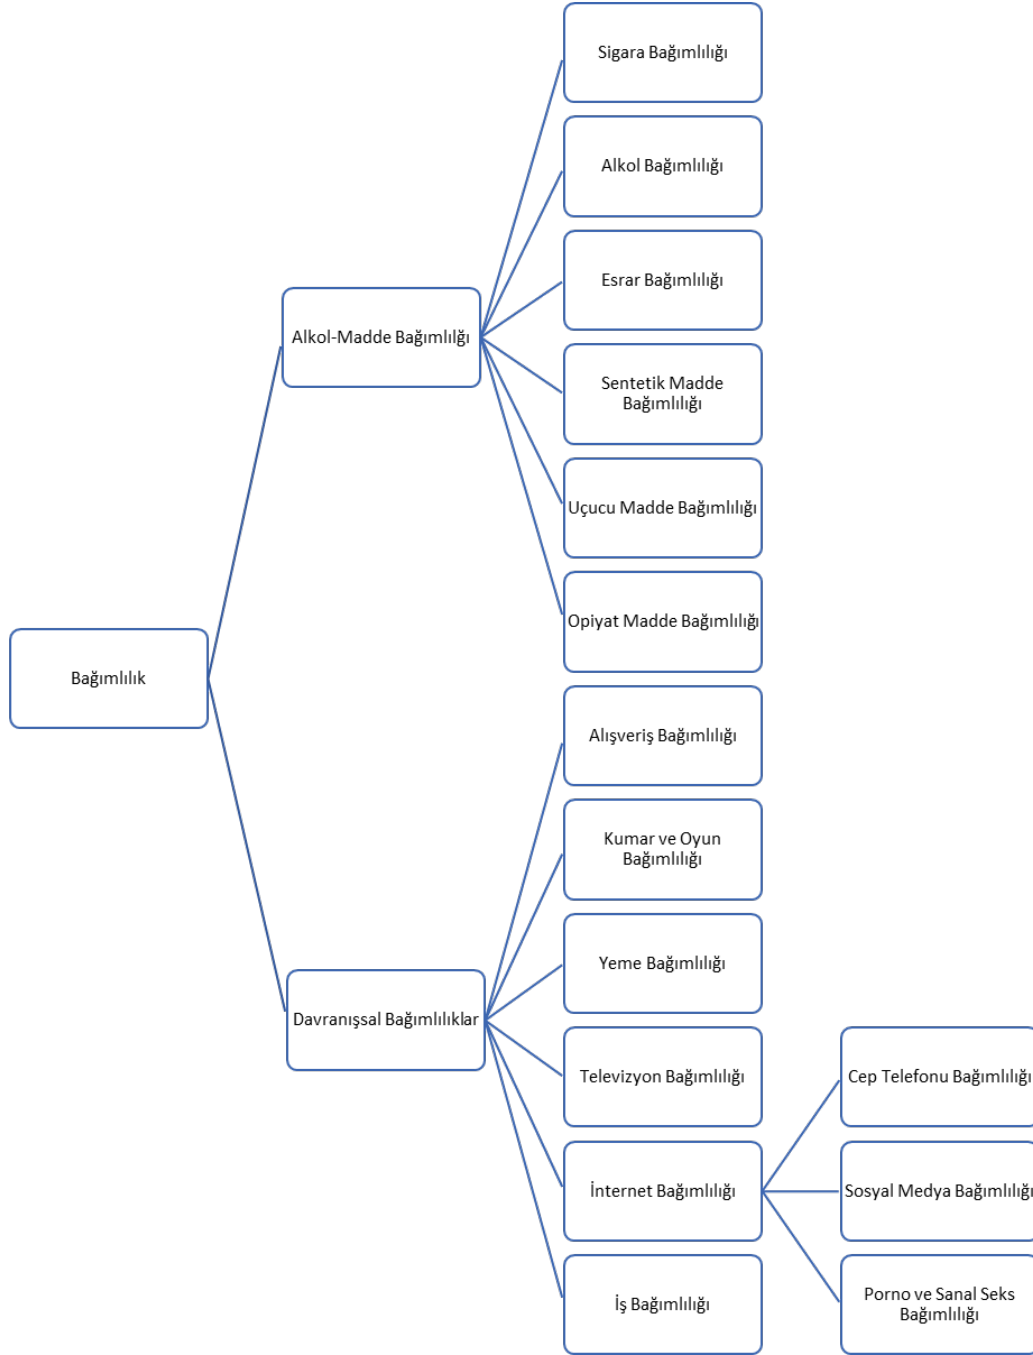 Sigara Bağımlılığı
Alkol Bağımlılığı
Esrar Bağımlılığı
Alkol-Madde Bağımlılğı
Sentetik Madde
Bağımlılığı
Uçucu Madde Bağımlılığı
Opiyat Madde Bağımlılığı
Bağımlılık
Alışveriş Bağımlılığı
Kumar ve Oyun
Bağımlılığı
Yeme Bağımlılığı
Davranışsal Bağımlılıklar
Televizyon Bağımlılığı
Cep Telefonu Bağımlılığı
İnternet Bağımlılığı
Sosyal Medya Bağımlılığı
İş Bağımlılığı
Porno ve Sanal Seks
Bağımlılığı